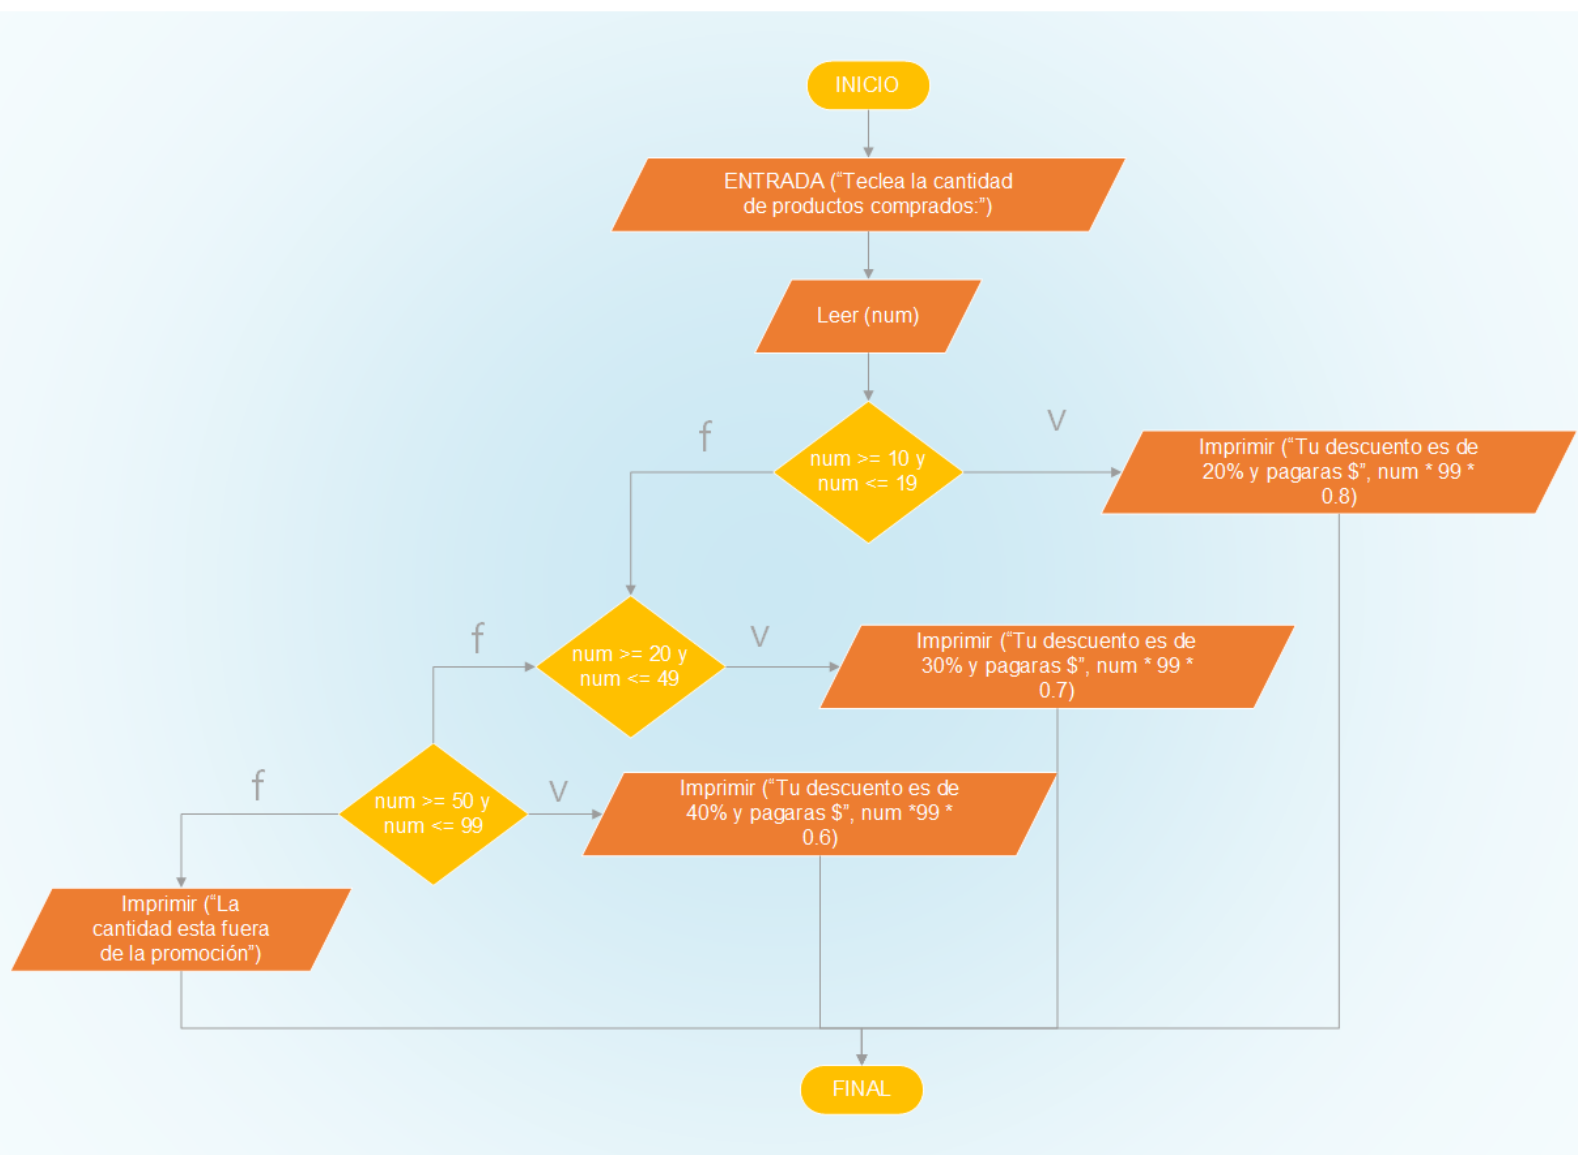 INICIO
ENTRADA (“Teclea la cantidad
de productos comprados:”)
Leer (num)
f
num >= 10 y
num <= 19
V
Imprimir (“Tu descuento es de
20% y pagaras $”, num * 99 *
0.8)
f
num >= 20 y
num <= 49
V
Imprimir (“Tu descuento es de
30% y pagaras $”, num * 99 *
0.7)
f
num >= 50 y
num <= 99
V
Imprimir (“Tu descuento es de
40% y pagaras $”, num *99 *
0.6)
Imprimir (“La
cantidad esta fuera
de la promoción”)
FINAL